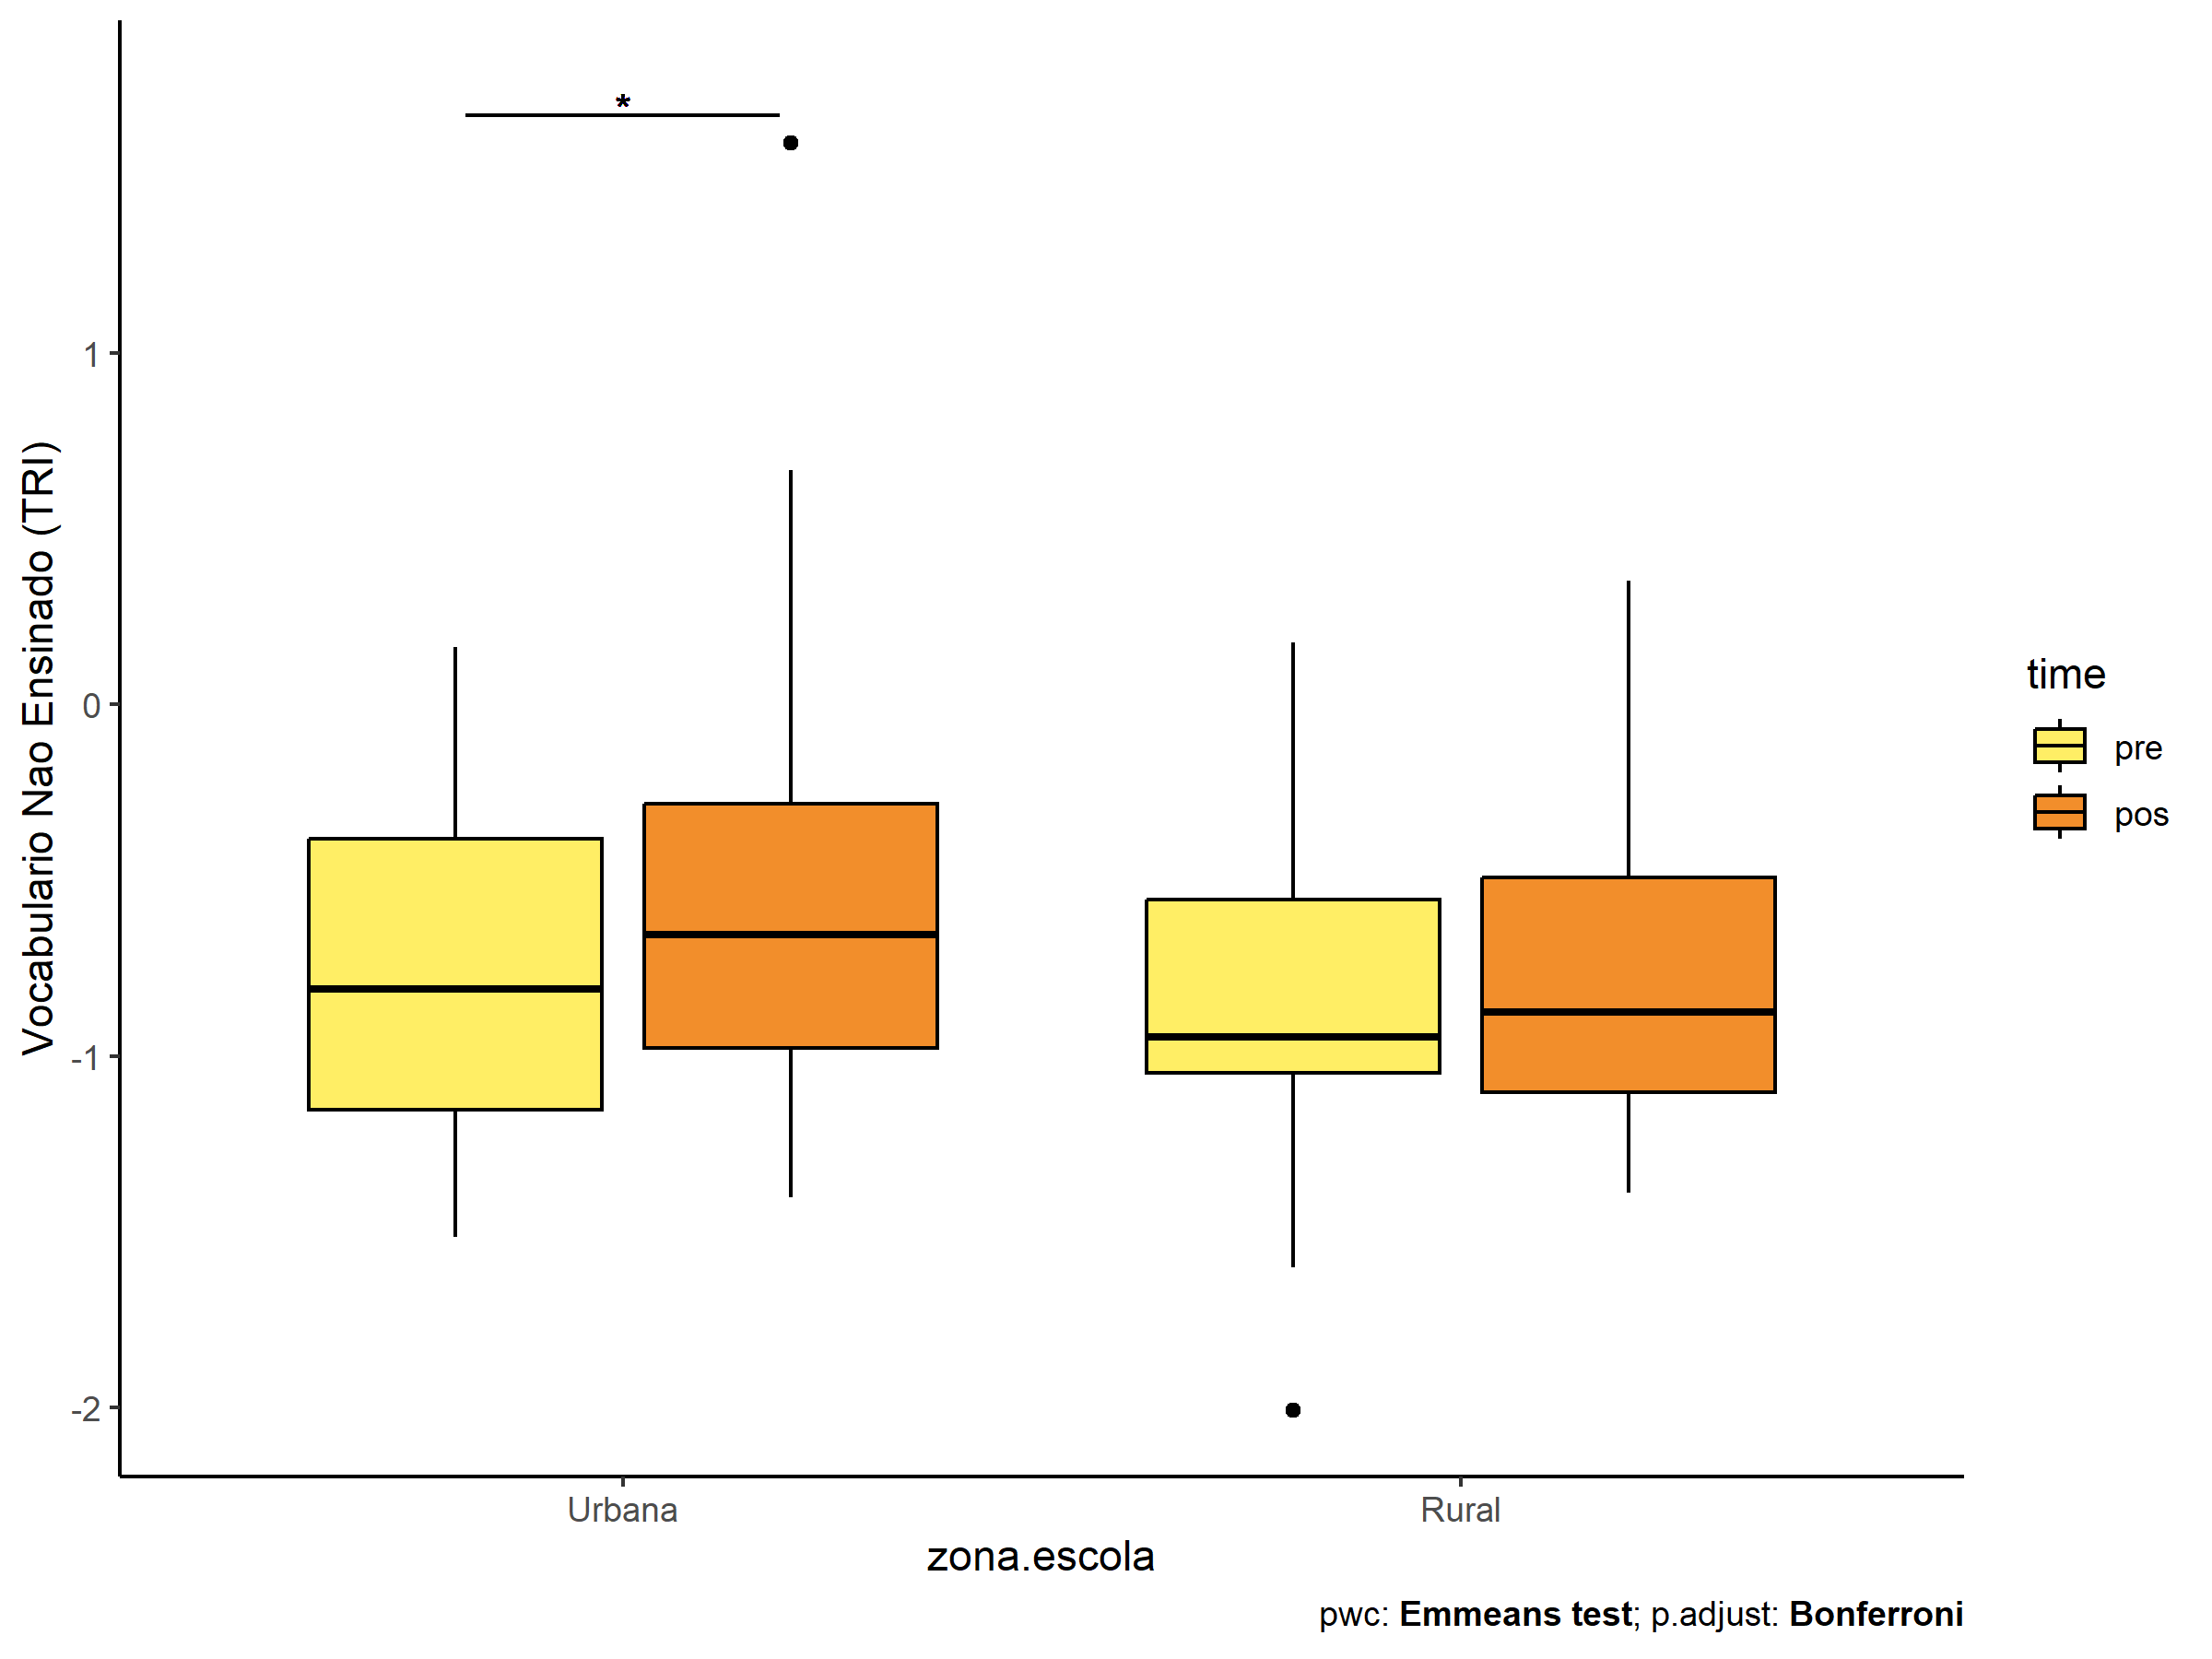 *
1
0
-1
-2
Vocabulario Nao Ensinado (TRI)
Urbana
Rural
zona.escola
time
pre
pos
pwc: Emmeans test; p.adjust: Bonferroni